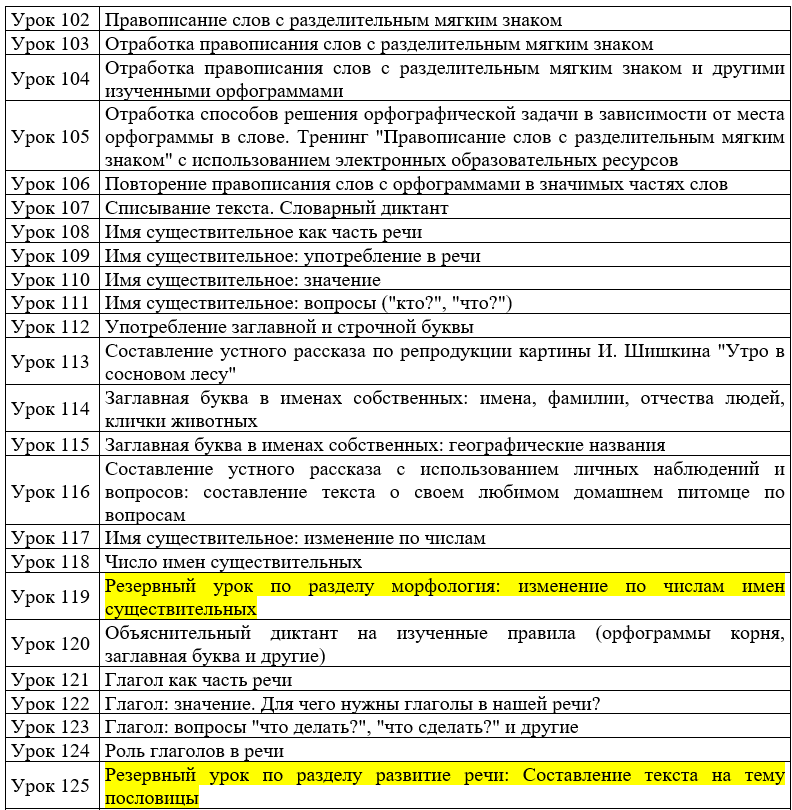 Урок 102 Правописание слов с разделительным мягким знаком
Урок 103 Отработка правописания слов с разделительным мягким знаком
Урок 104 Отработка правописания слов с разделительным мягким знаком и другими
изученными орфограммами
Урок 105 Отработка способов решения орфографической задачи в зависимости от места
орфограммы в слове. Тренинг "Правописание слов с разделительным мягким
знаком" с использованием электронных образовательных ресурсов
Урок 106 Повторение правописания слов с орфограммами в значимых частях слов
Урок 107 Списывание текста. Словарный диктант
Урок 108 Имя существительное как часть речи
Урок 109 Имя существительное: употребление в речи
Урок 110 Имя существительное: значение
Урок 111 Имя существительное: вопросы ("кто?", "что?")
Урок 112 Употребление заглавной и строчной буквы
Урок 113 Составление устного рассказа по репродукции картины И. Шишкина "Утро в
сосновом лесу"
Урок 114 Заглавная буква в именах собственных: имена, фамилии, отчества людей,
клички животных
Урок 115 Заглавная буква в именах собственных: географические названия
Урок 116 Составление устного рассказа с использованием личных наблюдений и
вопросов: составление текста о своем любимом домашнем питомце по
вопросам
Урок 117 Имя существительное: изменение по числам
Урок 118 Число имен существительных
Урок 119 Резервный урок по разделу морфология: изменение по числам имен
существительных
Урок 120 Объяснительный диктант на изученные правила (орфограммы корня,
заглавная буква и другие)
Урок 121 Глагол как часть речи
Урок 122 Глагол: значение. Для чего нужны глаголы в нашей речи?
Урок 123 Глагол: вопросы "что делать?", "что сделать?" и другие
Урок 124 Роль глаголов в речи
Урок 125 Резервный урок по разделу развитие речи: Составление текста на тему
пословицы